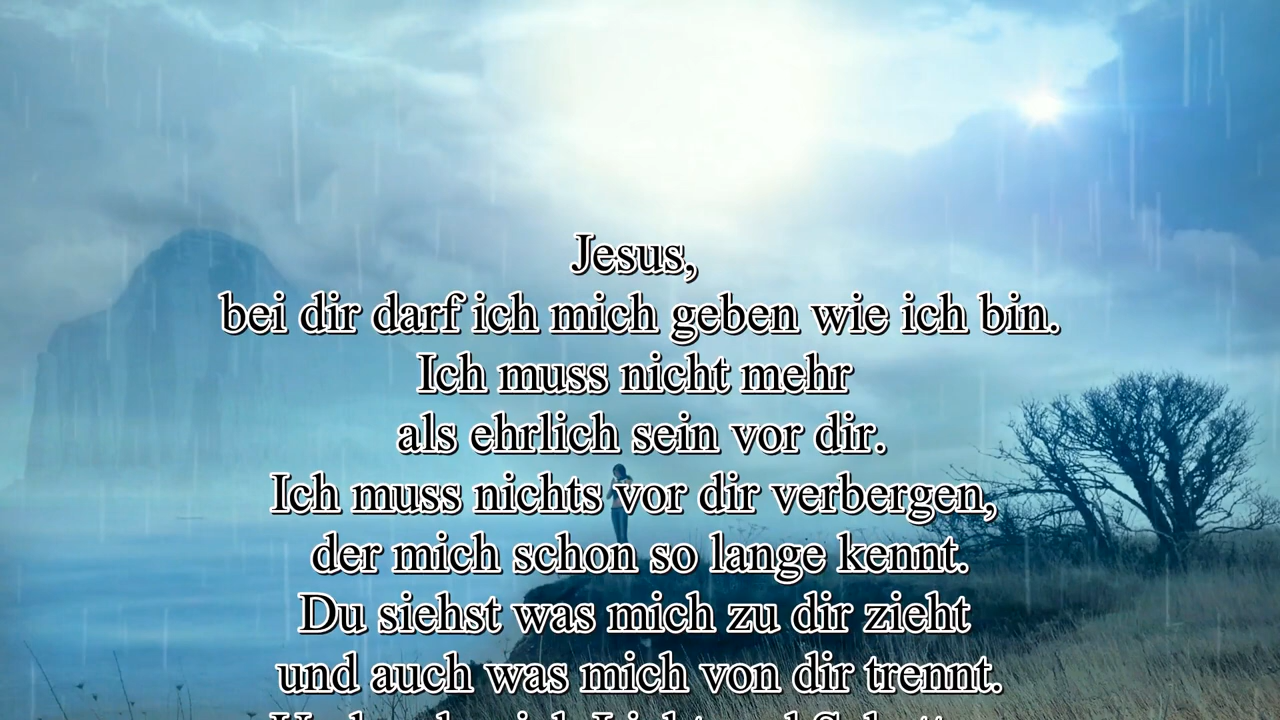 Jesus,
bei dir darf ich mich geben wie ich bin.
Ich muss nicht mehr
als ehrlich sein vor dir.
Ich muss nichts vor dir verbergen,
der mich schon so lange kennt.
Du siehst was mich zu dir zieht
und auch was mich von dir trennt.